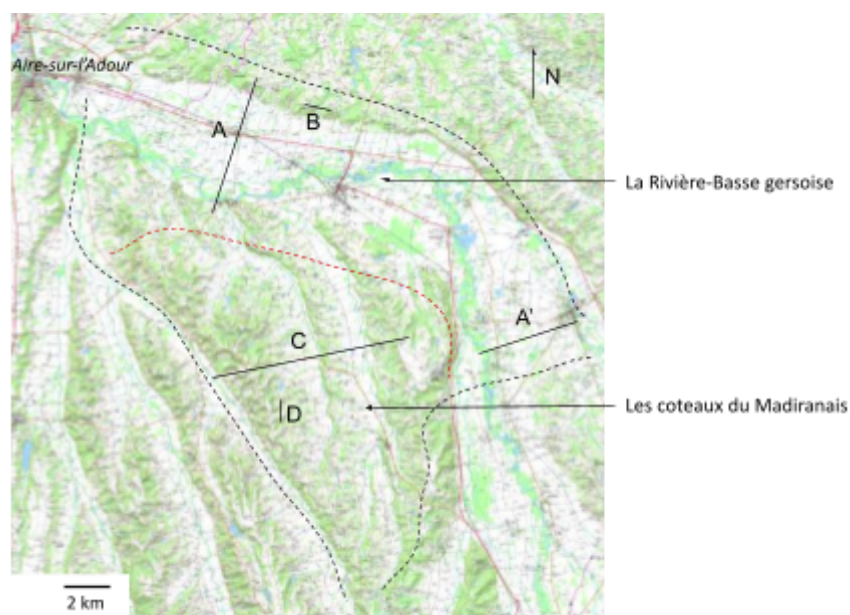 Aire-sur-l'Adour
N
A
B
La Rivière-Basse gersoise
A'
C
D
Les coteaux du Madiranais
2 km